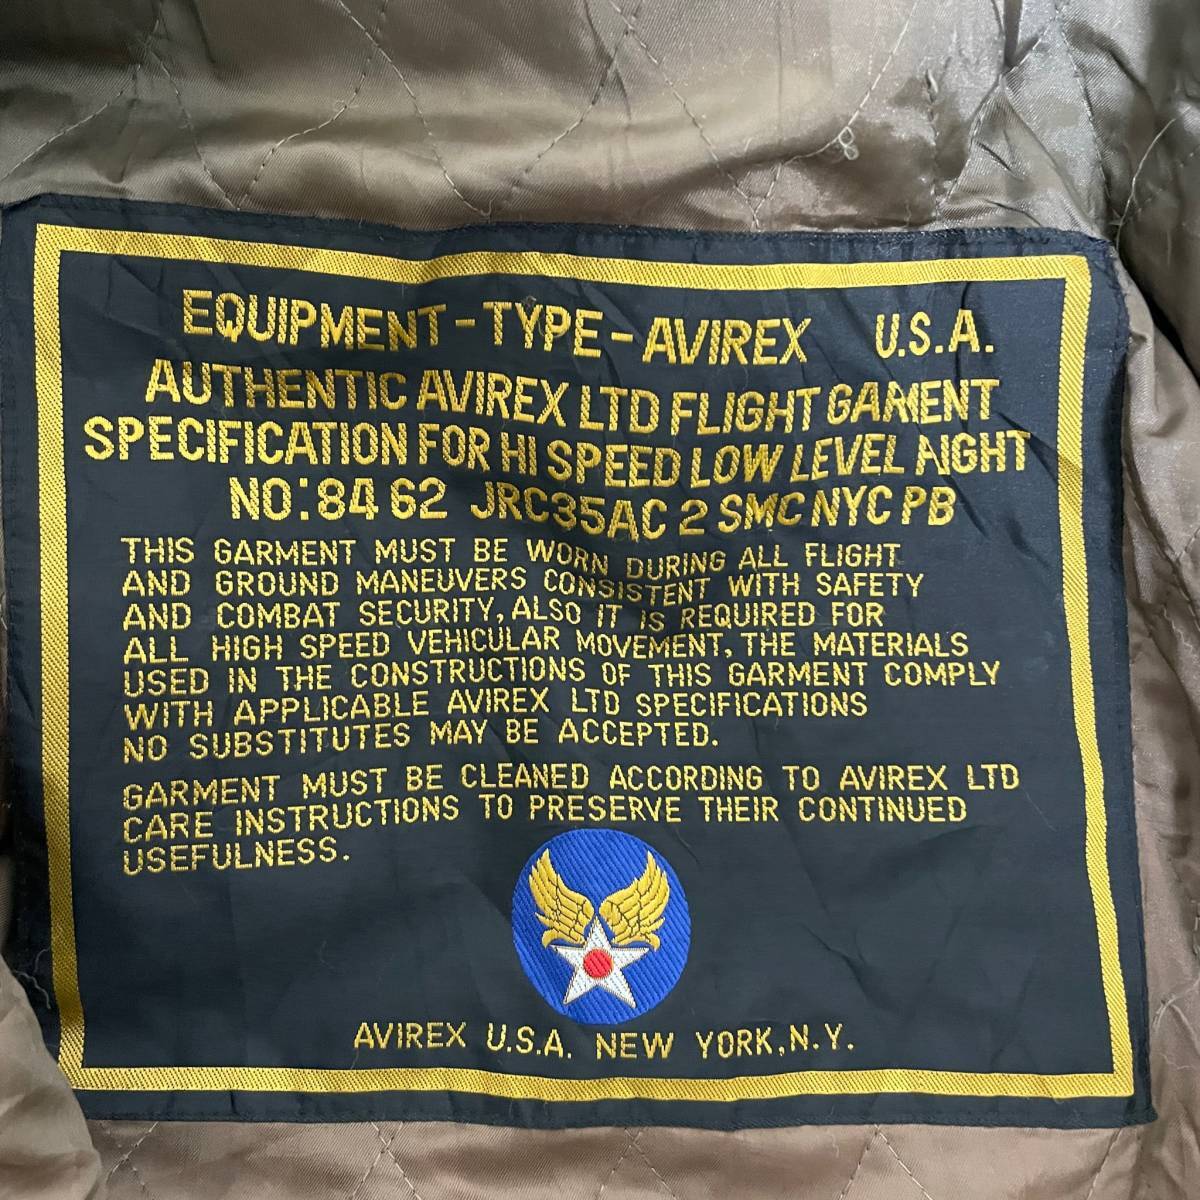 EQUIPMENT-TYPE-AVIREX U.S.A.
AUTHENTIC AVIREX LTD FLIGHT GARMENT
SPECIFICATION FOR HI SPEED LOW LEVEL NIGHT
NO:84 62 JRC35AC 2 SMC NYC PB
THIS GARMENT MUST BE WORN DURING ALL FLIGHT
AND GROUND MANEUVERS CONSISTENT WITH SAFETY
AND COMBAT SECURITY, ALSO IT IS REQUIRED FOR
ALL HIGH SPEED VEHICULAR MOVEMENT, THE MATERIALS
USED IN THE CONSTRUCTIONS OF THIS GARMENT COMPLY
WITH APPLICABLE AVIREX LTD SPECIFICATIONS
NO SUBSTITUTES MAY BE ACCEPTED.
GARMENT MUST BE CLEANED ACCORDING TO AVIREX LTD
CARE INSTRUCTIONS TO PRESERVE THEIR CONTINUED
USEFULNESS.
AVIREX U.S.A. NEW YORK, N.Y.